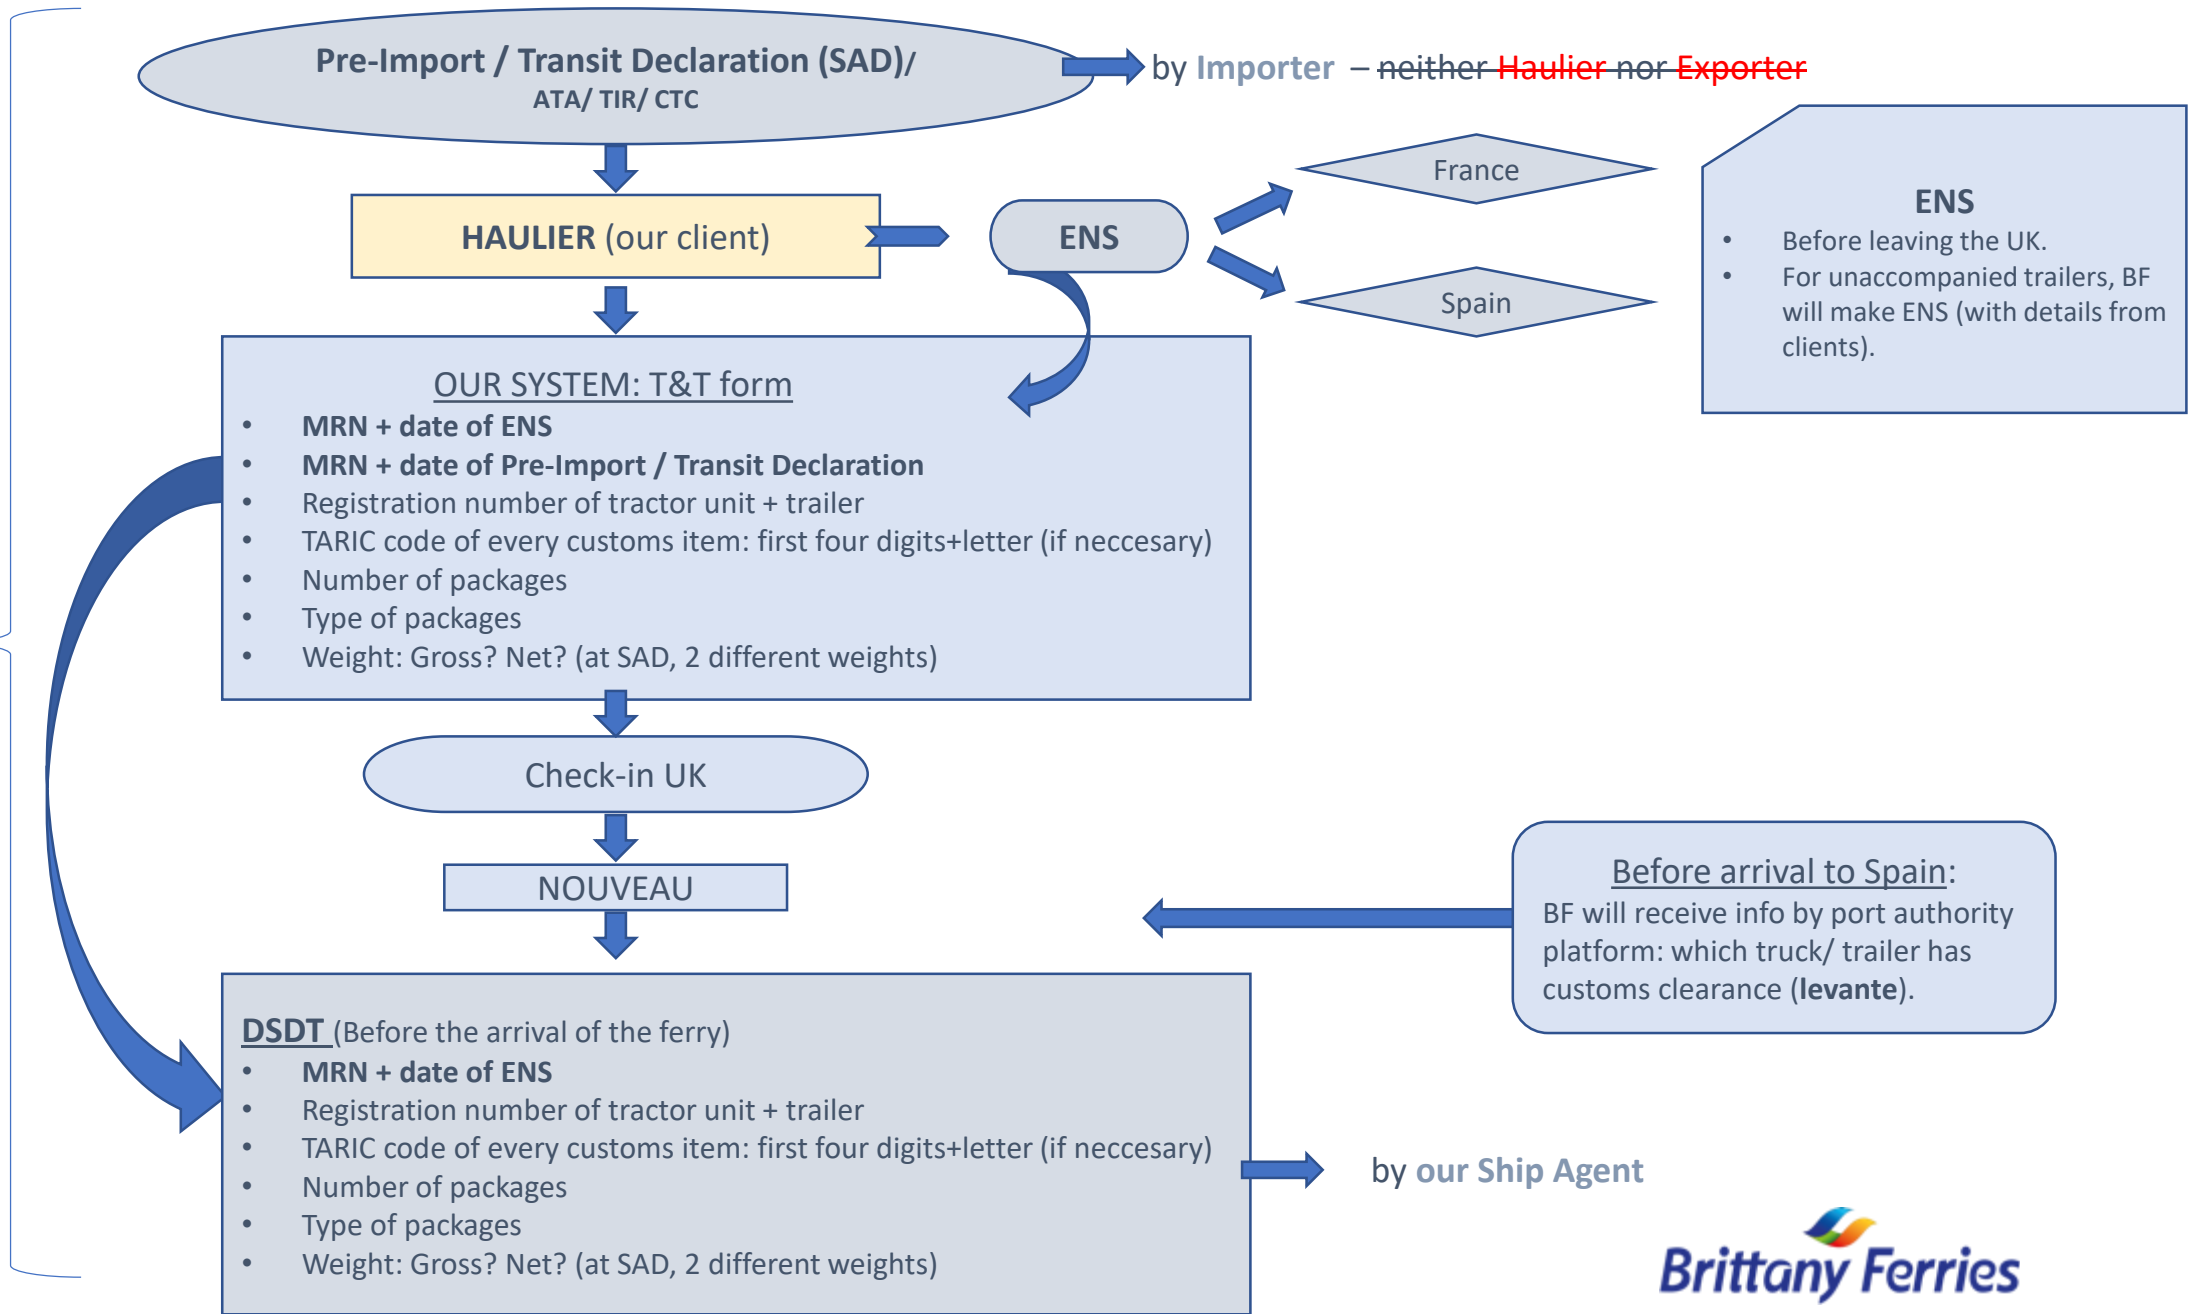 Pre-Import / Transit Declaration (SAD)/
ATA/ TIR/ CTC
by Importer – neither Haulier nor Exporter
HAULIER (our client)
ENS
France
Spain
ENS
• Before leaving the UK.
• For unaccompanied trailers, BF
will make ENS (with details from
clients).
OUR SYSTEM: T&T form
• MRN + date of ENS
• MRN + date of Pre-Import / Transit Declaration
• Registration number of tractor unit + trailer
• TARIC code of every customs item: first four digits+letter (if neccesary)
• Number of packages
• Type of packages
• Weight: Gross? Net? (at SAD, 2 different weights)
Check-in UK
NOUVEAU
Before arrival to Spain:
BF will receive info by port authority
platform: which truck/ trailer has
customs clearance (levante).
DSDT (Before the arrival of the ferry)
• MRN + date of ENS
• Registration number of tractor unit + trailer
• TARIC code of every customs item: first four digits+letter (if neccesary)
• Number of packages
• Type of packages
• Weight: Gross? Net? (at SAD, 2 different weights)
by our Ship Agent
Brittany Ferries